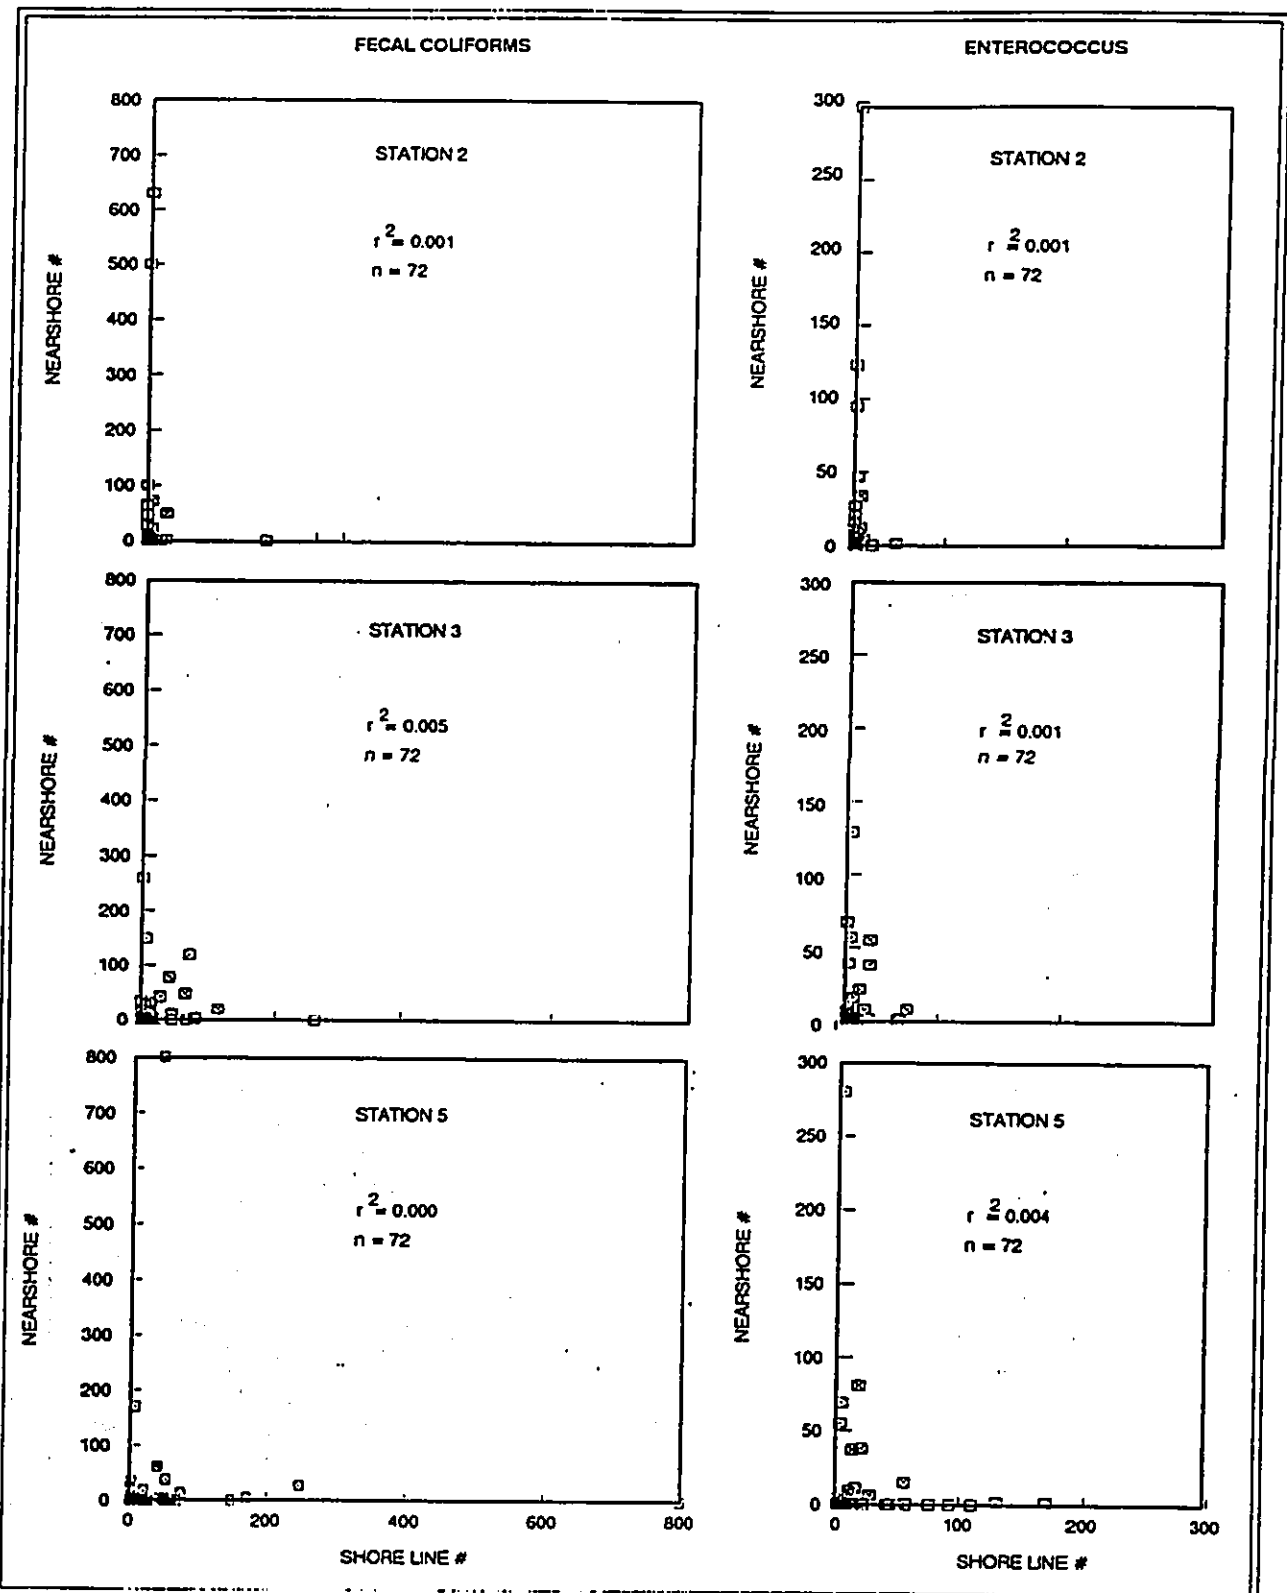 FECAL COLIFORMS
ENTEROCOCCUS
800
700
600
500
400
300
200
100
0
NEARSHORE #
STATION 2
r² = 0.001
n = 72
300
250
200
150
100
50
0
NEARSHORE #
STATION 2
r² = 0.001
n = 72
800
700
600
500
400
300
200
100
0
NEARSHORE #
STATION 3
r² = 0.005
n = 72
300
250
200
150
100
50
0
NEARSHORE #
STATION 3
r² = 0.001
n = 72
800
700
600
500
400
300
200
100
0
NEARSHORE #
STATION 5
r² = 0.000
n = 72
0 200 400 600 800
SHORE LINE #
300
250
200
150
100
50
0
NEARSHORE #
STATION 5
r² = 0.004
n = 72
0 100 200 300
SHORE LINE #